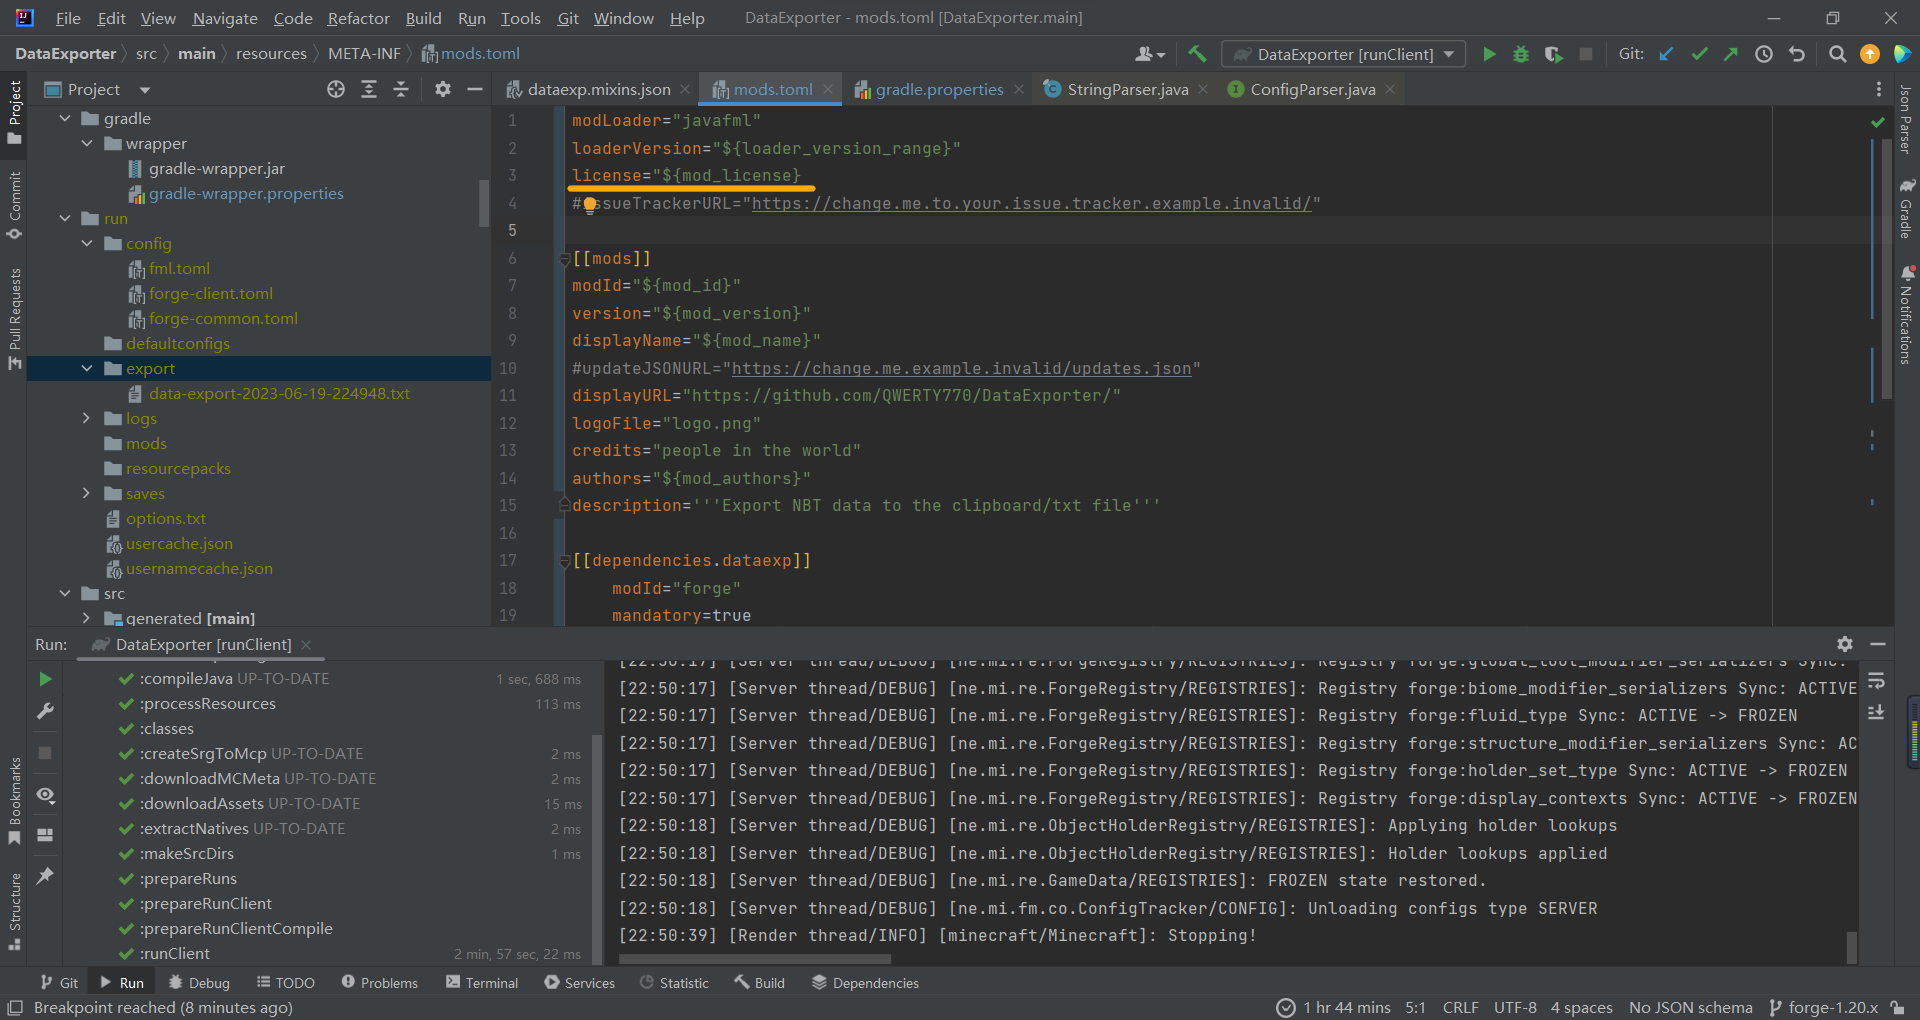 File Edit View Navigate Code Refactor Build Run Tools Git Window Help DataExporter - mods.toml [DataExporter.main]
DataExporter src main resources META-INF mods.toml
DataExporter [runClient] Git:
Project
dataexp.mixins.json mods.toml gradle.properties StringParser.java ConfigParser.java
gradle
wrapper
gradle-wrapper.jar
gradle-wrapper.properties
run
config
fml.toml
forge-client.toml
forge-common.toml
defaultconfigs
export
data-export-2023-06-19-224948.txt
logs
mods
resourcepacks
saves
options.txt
usercache.json
usernamecache.json
src
generated [main]
1 modLoader="javafml"
2 loaderVersion="${loader_version_range}"
3 license="${mod_license}
4 #issueTrackerURL="https://change.me.to.your.issue.tracker.example.invalid/"
5
6 [[mods]]
7 modId="${mod_id}"
8 version="${mod_version}"
9 displayName="${mod_name}"
10 #updateJSONURL="https://change.me.example.invalid/updates.json"
11 displayURL="https://github.com/QWERTY770/DataExporter/"
12 logoFile="logo.png"
13 credits="people in the world"
14 authors="${mod_authors}"
15 description='''Export NBT data to the clipboard/txt file'''
16
17 [[dependencies.dataexp]]
18 modId="forge"
19 mandatory=true
Project
Commit
Pull Requests
Bookmarks
Structure
Json Parser
Gradle
Notifications
Run: DataExporter [runClient]
:compileJava UP-TO-DATE 1 sec, 688 ms
:processResources 113 ms
:classes
:createSrgToMcp UP-TO-DATE 2 ms
:downloadMCMeta UP-TO-DATE 2 ms
:downloadAssets UP-TO-DATE 15 ms
:extractNatives UP-TO-DATE 2 ms
:makeSrcDirs 1 ms
:prepareRuns
:prepareRunClient
:prepareRunClientCompile
:runClient 2 min, 57 sec, 22 ms
[22:50:17] [Server thread/DEBUG] [ne.mi.re.ForgeRegistry/REGISTRIES]: Registry forge:global_loot_modifier_serializers Sync:
[22:50:17] [Server thread/DEBUG] [ne.mi.re.ForgeRegistry/REGISTRIES]: Registry forge:biome_modifier_serializers Sync: ACTIVE
[22:50:17] [Server thread/DEBUG] [ne.mi.re.ForgeRegistry/REGISTRIES]: Registry forge:fluid_type Sync: ACTIVE -> FROZEN
[22:50:17] [Server thread/DEBUG] [ne.mi.re.ForgeRegistry/REGISTRIES]: Registry forge:structure_modifier_serializers Sync: AC
[22:50:17] [Server thread/DEBUG] [ne.mi.re.ForgeRegistry/REGISTRIES]: Registry forge:holder_set_type Sync: ACTIVE -> FROZEN
[22:50:17] [Server thread/DEBUG] [ne.mi.re.ForgeRegistry/REGISTRIES]: Registry forge:display_contexts Sync: ACTIVE -> FROZEN
[22:50:18] [Server thread/DEBUG] [ne.mi.re.ObjectHolderRegistry/REGISTRIES]: Applying holder lookups
[22:50:18] [Server thread/DEBUG] [ne.mi.re.ObjectHolderRegistry/REGISTRIES]: Holder lookups applied
[22:50:18] [Server thread/DEBUG] [ne.mi.re.GameData/REGISTRIES]: FROZEN state restored.
[22:50:18] [Server thread/DEBUG] [ne.mi.fm.co.ConfigTracker/CONFIG]: Unloading configs type SERVER
[22:50:39] [Render thread/INFO] [minecraft/Minecraft]: Stopping!
Git Run Debug TODO Problems Terminal Services Statistic Build Dependencies
Breakpoint reached (8 minutes ago) 1 hr 44 mins 5:1 CRLF UTF-8 4 spaces No JSON schema forge-1.20.x